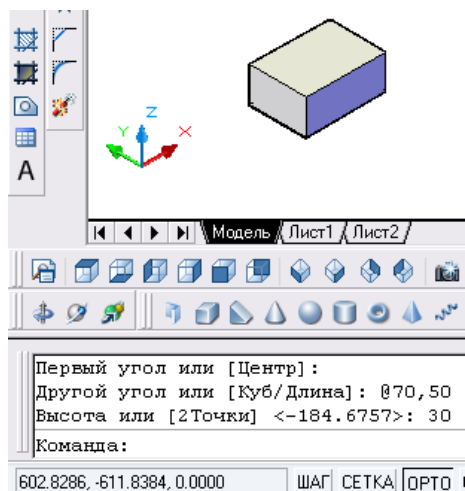 Z
Y X
A
Модель Лист1 Лист2
Первый угол или [Центр]:
Другой угол или [Куб/Длина]: @70,50
Высота или [2Точки] <-184.6757>: 30
Команда:
602.8286, -611.8384, 0.0000 ШАГ СЕТКА ОРТО